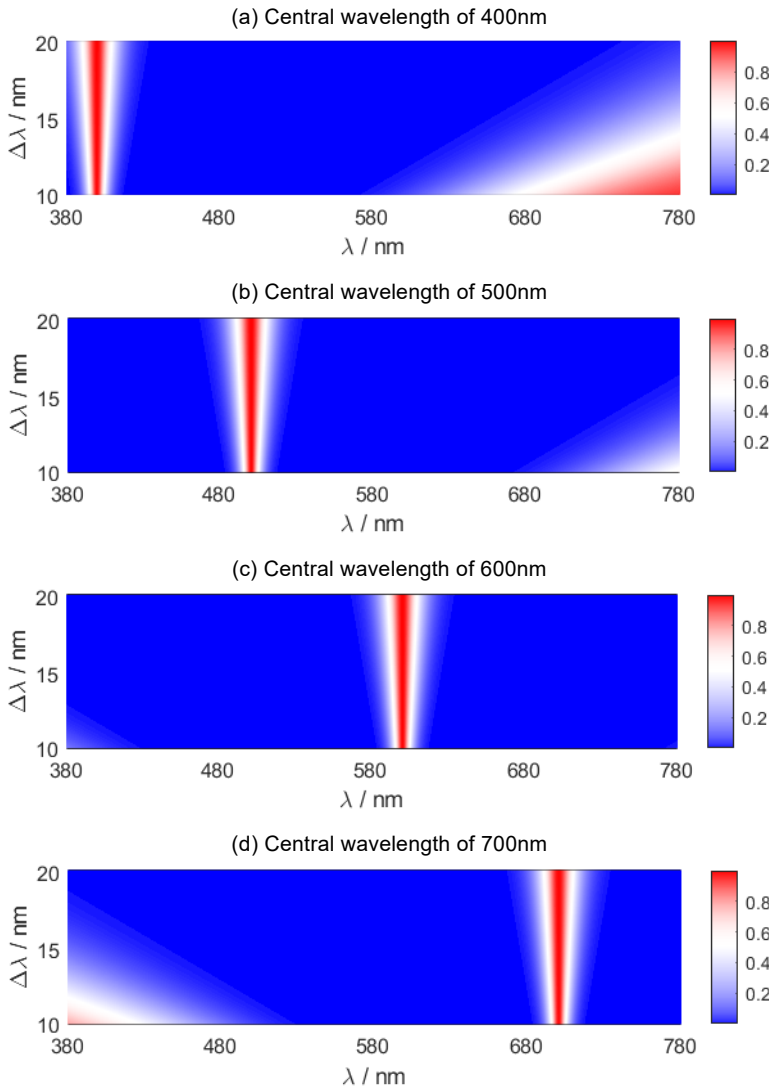 (a) Central wavelength of 400nm
20
15
10
Δλ / nm
380 480 580 680 780
λ / nm
0.8
0.6
0.4
0.2
(b) Central wavelength of 500nm
20
15
10
Δλ / nm
380 480 580 680 780
λ / nm
0.8
0.6
0.4
0.2
(c) Central wavelength of 600nm
20
15
10
Δλ / nm
380 480 580 680 780
λ / nm
0.8
0.6
0.4
0.2
(d) Central wavelength of 700nm
20
15
10
Δλ / nm
380 480 580 680 780
λ / nm
0.8
0.6
0.4
0.2